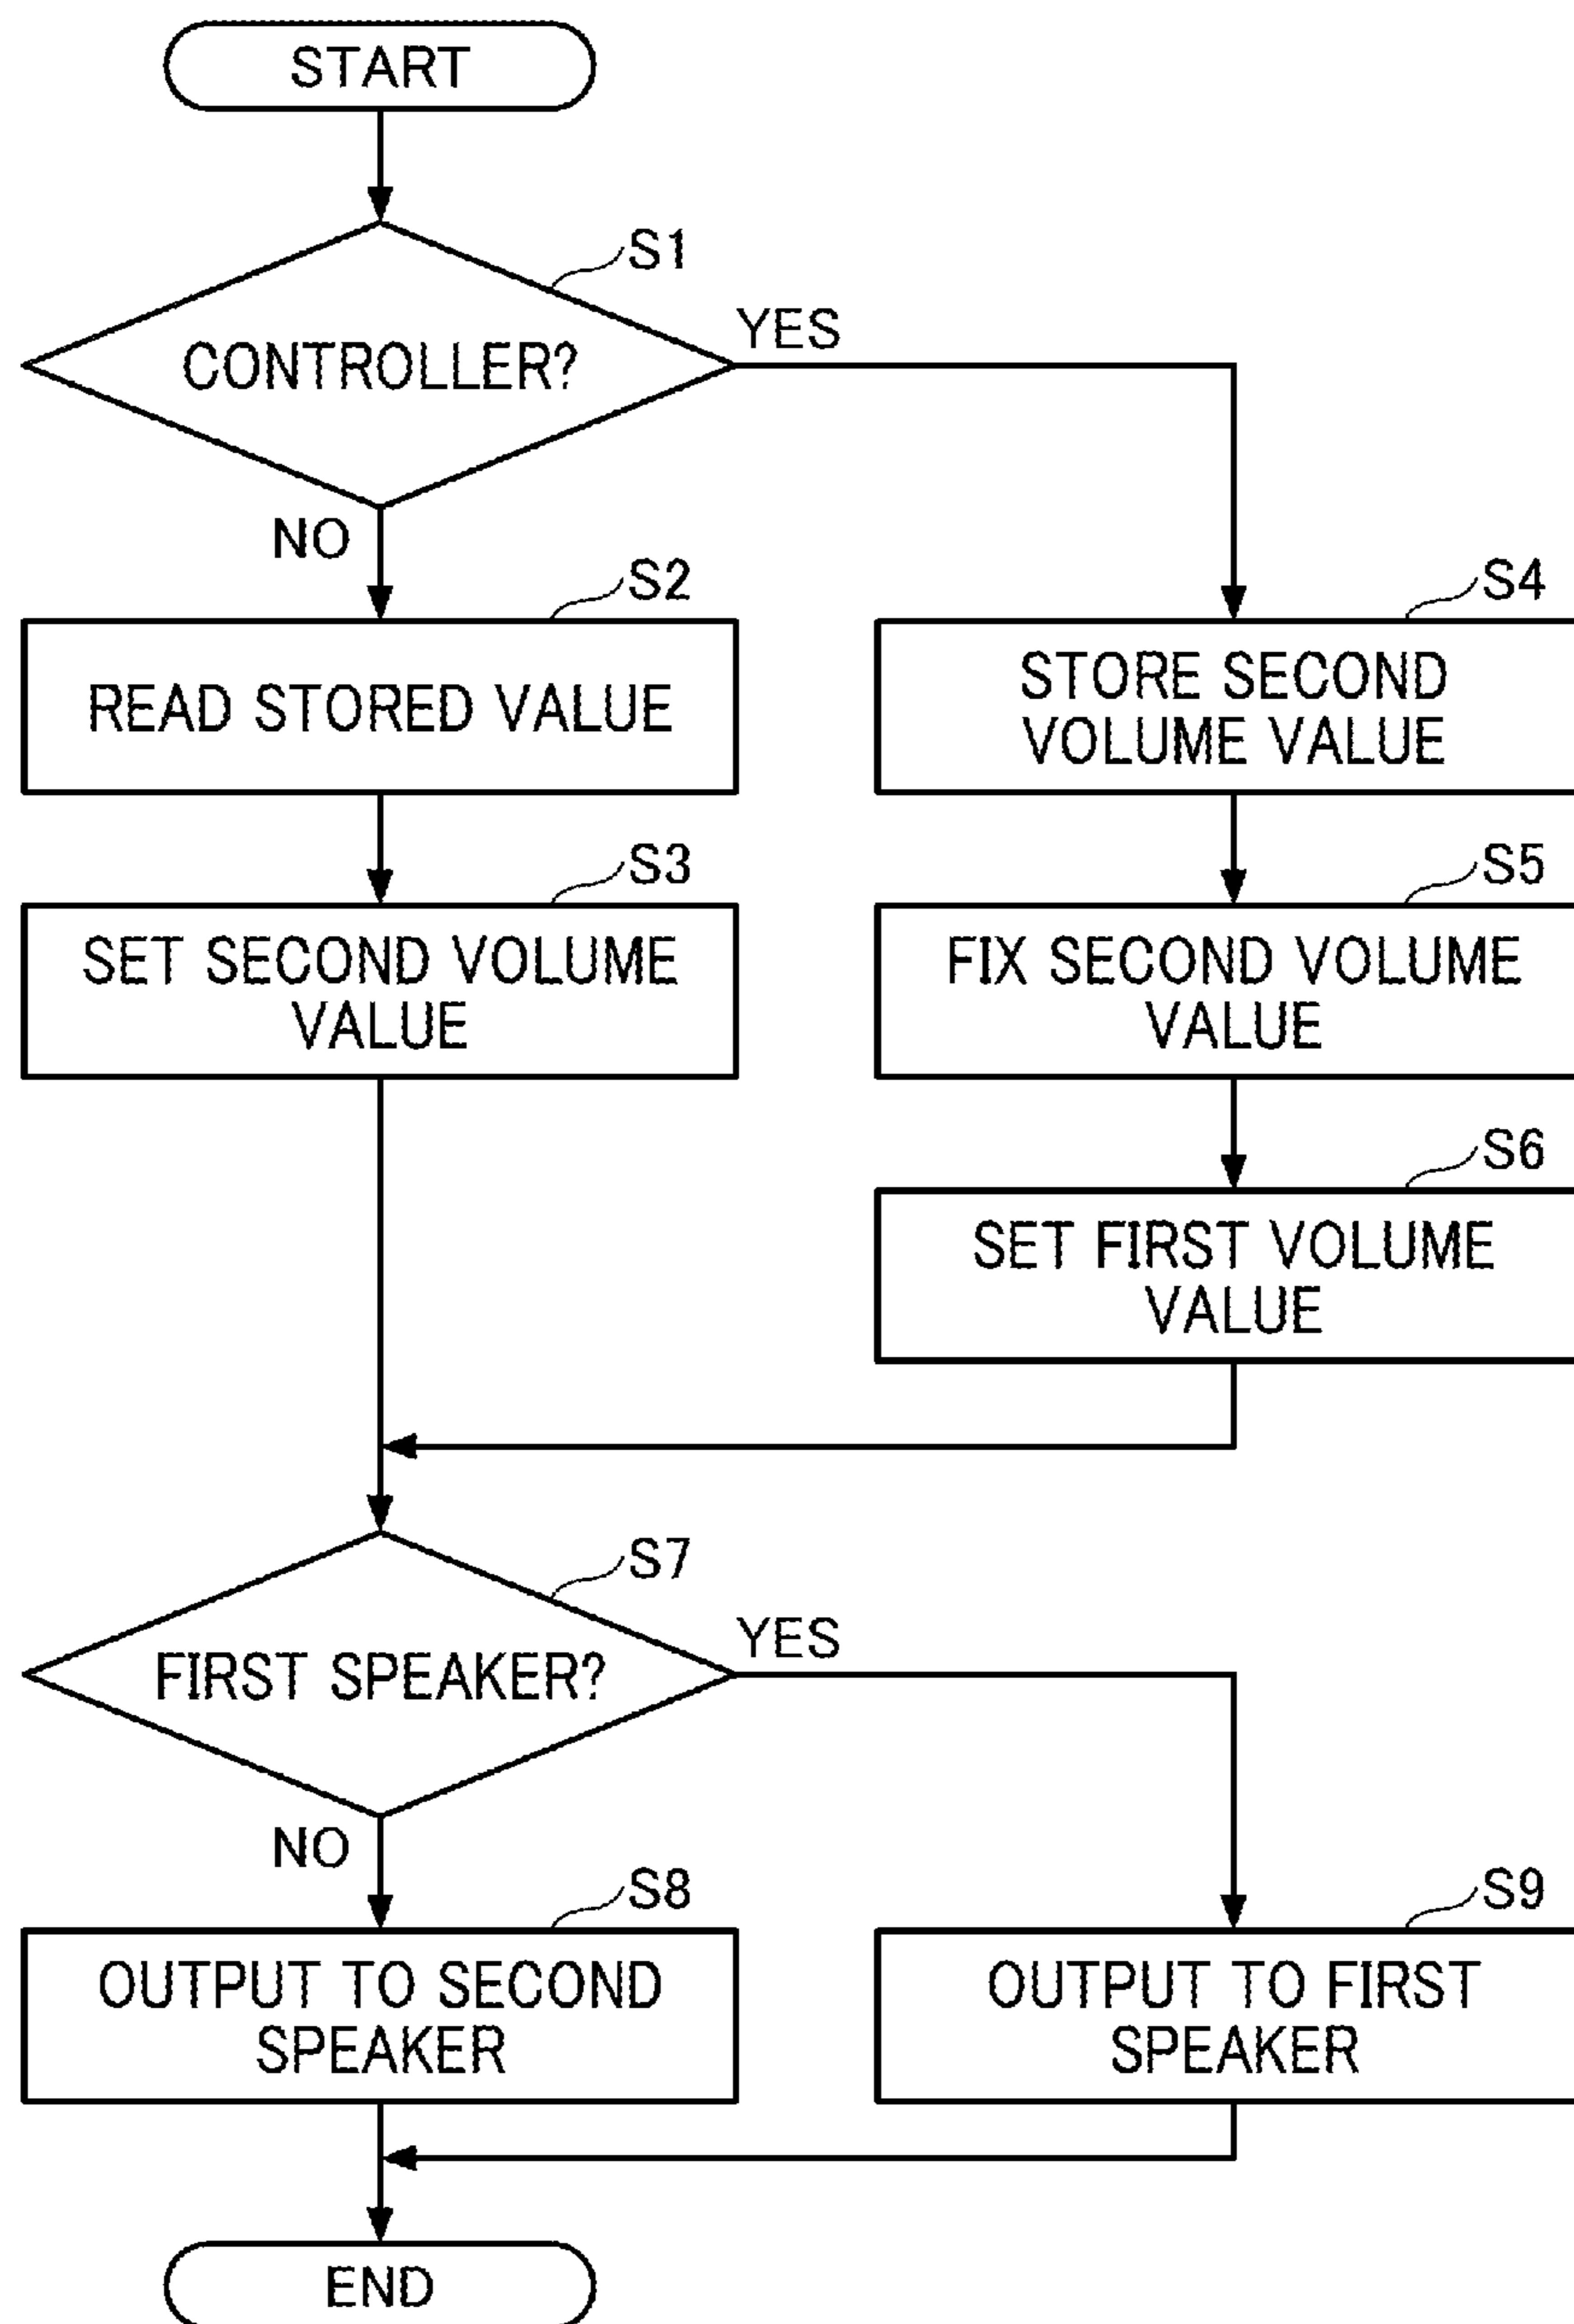 START
S1
CONTROLLER?
YES
NO
S2
READ STORED VALUE
S4
STORE SECOND
VOLUME VALUE
S3
SET SECOND VOLUME
VALUE
S5
FIX SECOND VOLUME
VALUE
S6
SET FIRST VOLUME
VALUE
S7
FIRST SPEAKER?
YES
NO
S8
OUTPUT TO SECOND
SPEAKER
S9
OUTPUT TO FIRST
SPEAKER
END